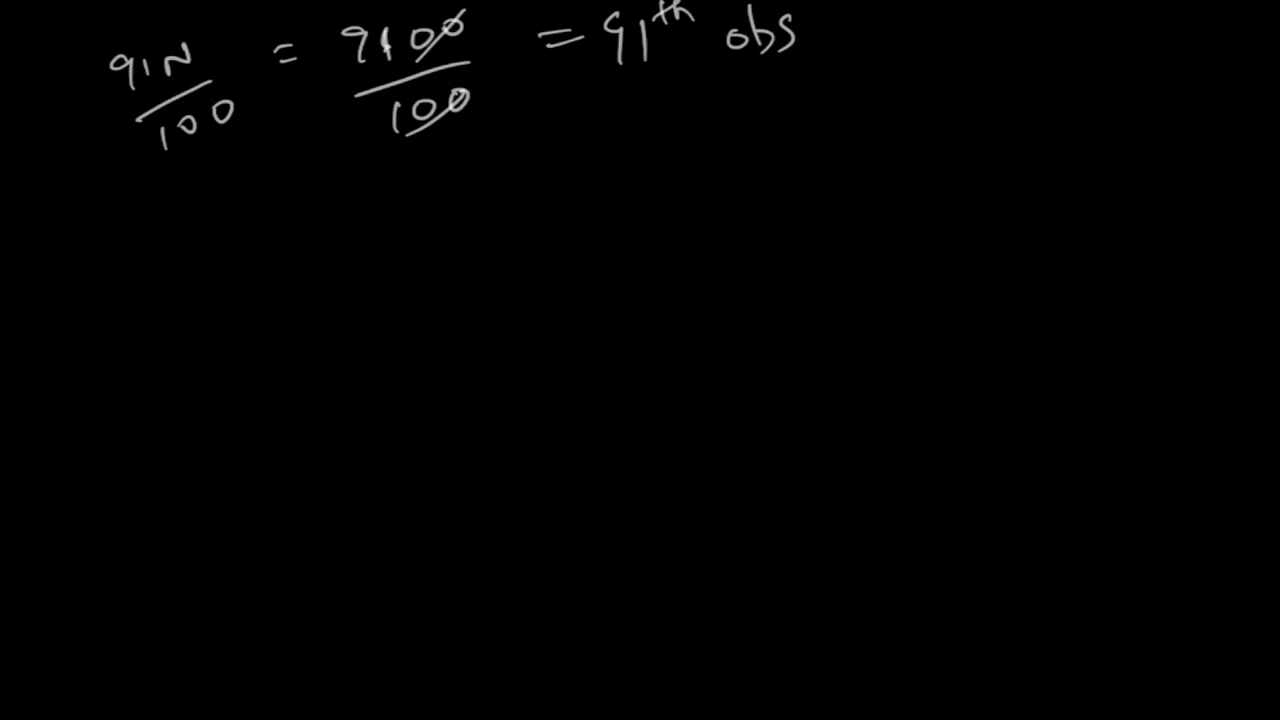 91N/100 = 9100/100 = 91th obs